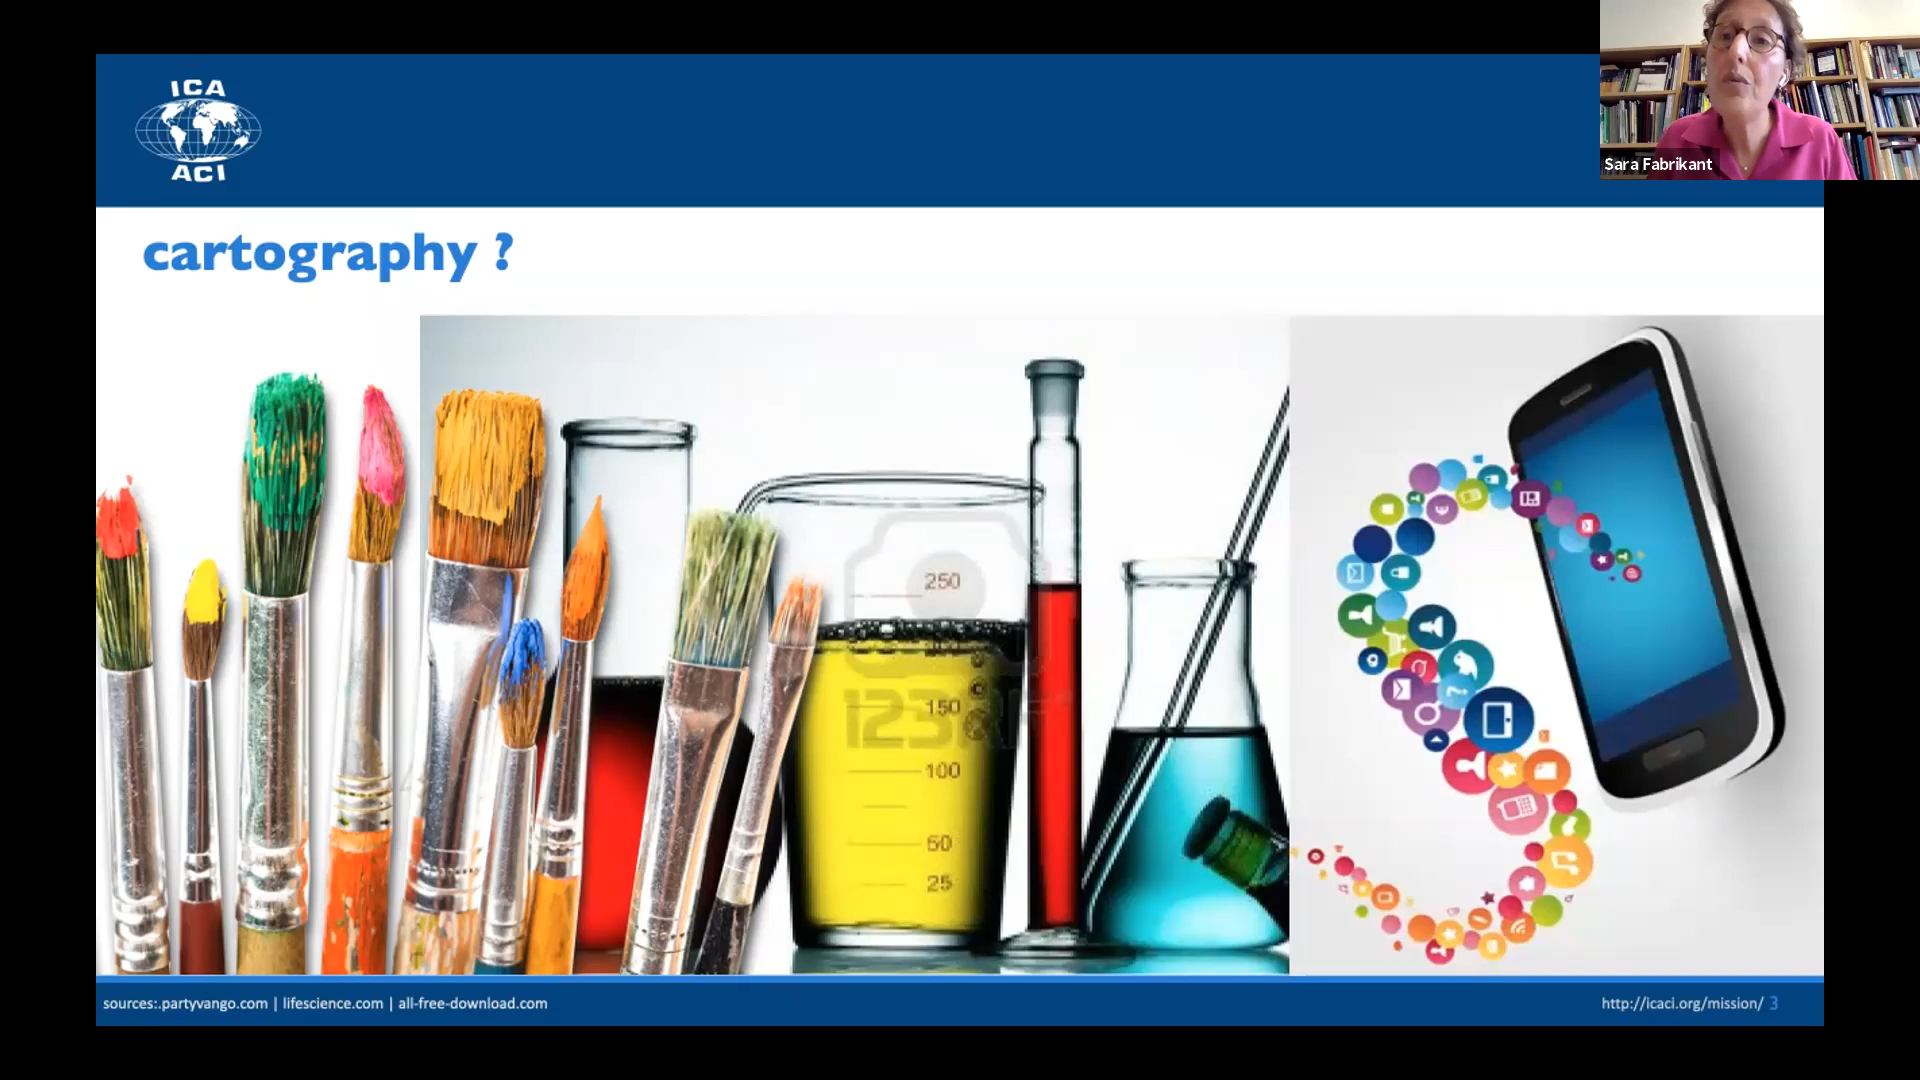 ICA
ACI
Sara Fabrikant
cartography ?
250
150
123RF
100
50
25
sources:.partyvango.com | lifescience.com | all-free-download.com
http://icaci.org/mission/ 3